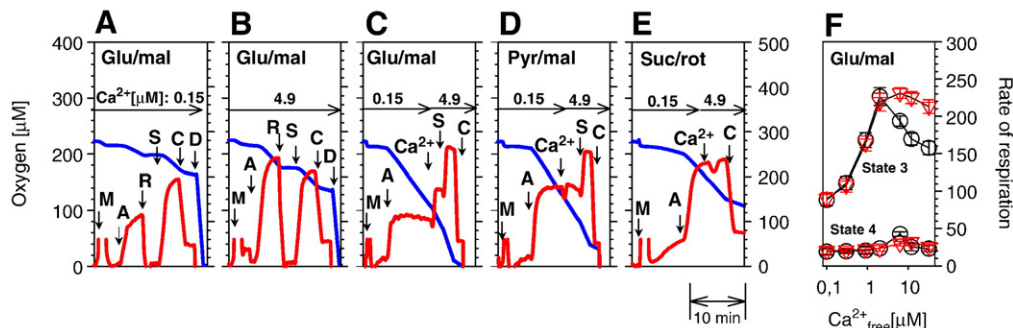 A B C D E F
400 Glu/mal Glu/mal Glu/mal Pyr/mal Suc/rot 500 Glu/mal 300
Ca²⁺[µM]: 0.15 4.9 0.15 4.9 0.15 4.9 0.15 4.9
300 400 250
S C D R S C D S C S C Ca²⁺ C
Ca²⁺ Ca²⁺
200 300 200
M A R M A M A M A M A
100 200 150
State 3
100 100
State 4
50
0 0 0
Oxygen [µM]
Rate of respiration
0,1 1 10
10 min
Ca²⁺free[µM]